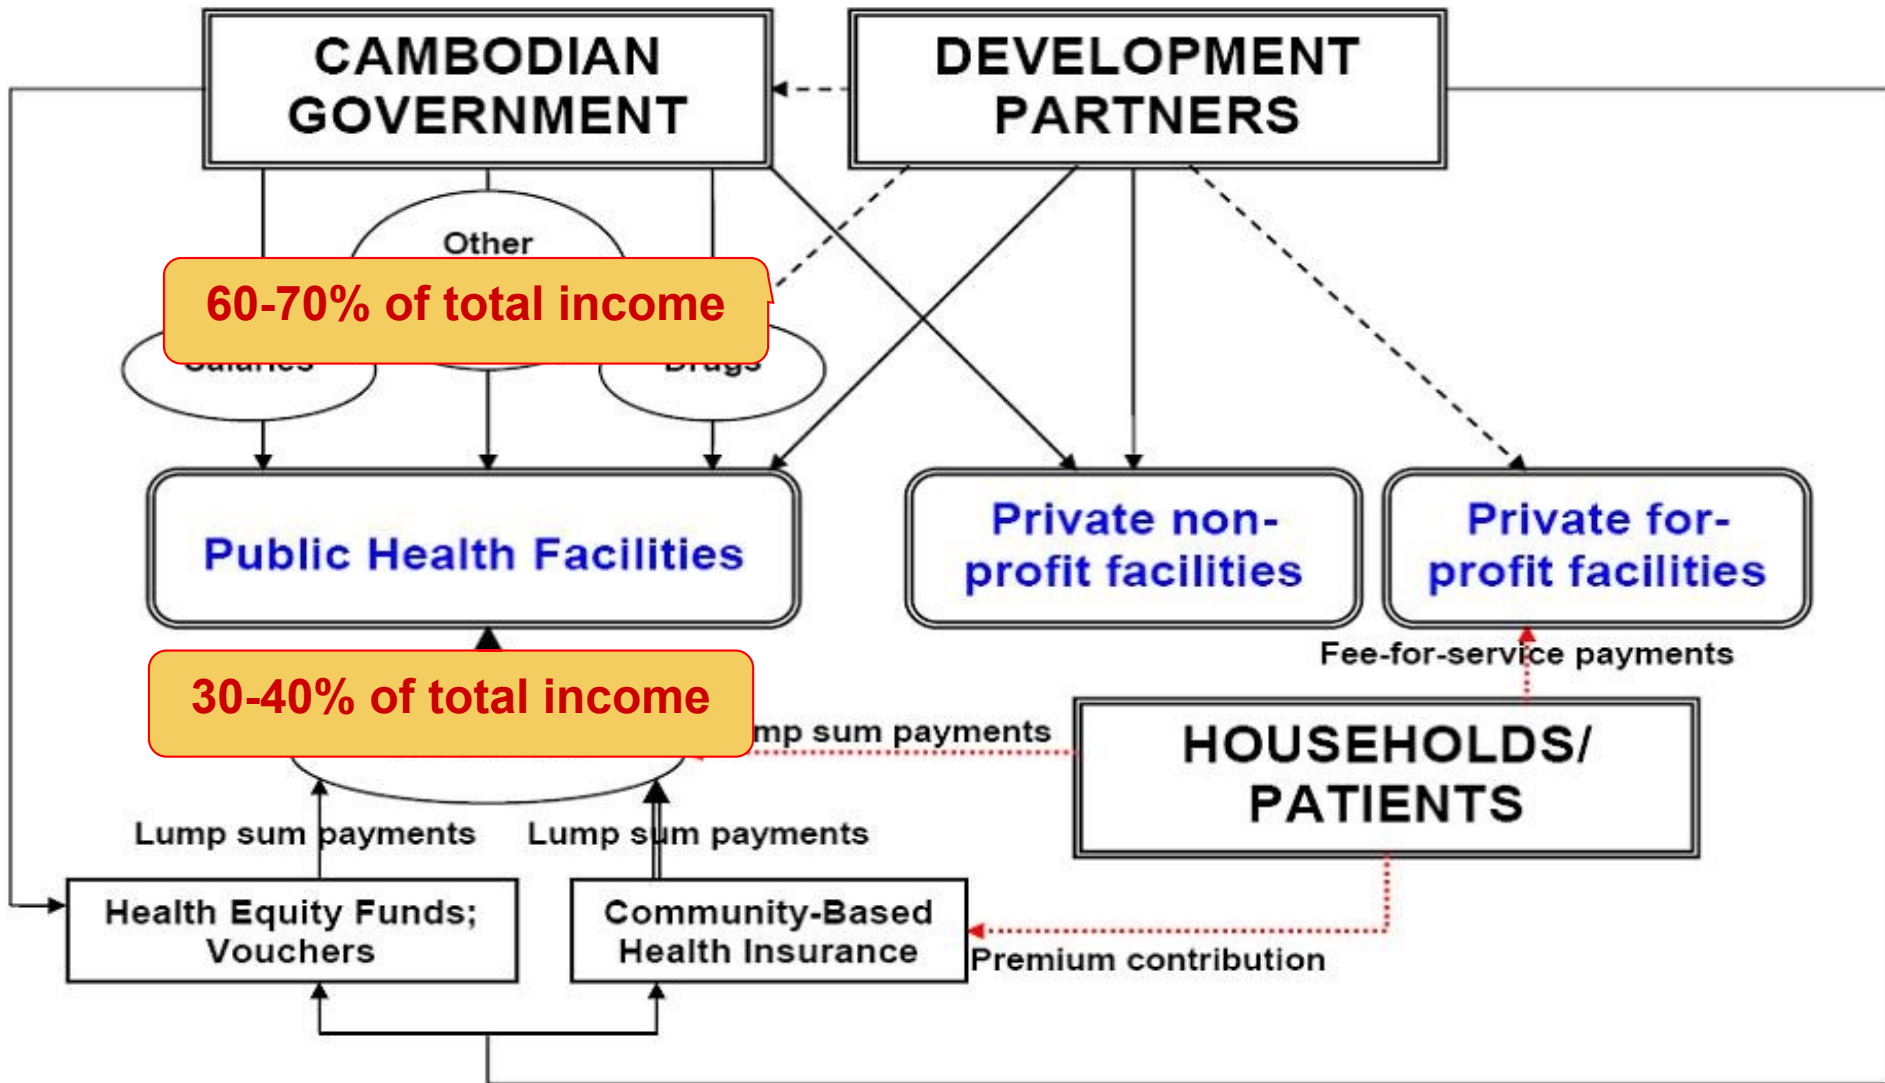 CAMBODIAN
GOVERNMENT
DEVELOPMENT
PARTNERS
Other
60-70% of total income
Salaries
Drugs
Public Health Facilities
Private non-
profit facilities
Private for-
profit facilities
Fee-for-service payments
30-40% of total income
mp sum payments
HOUSEHOLDS/
PATIENTS
Lump sum payments
Lump sum payments
Health Equity Funds;
Vouchers
Community-Based
Health Insurance
Premium contribution